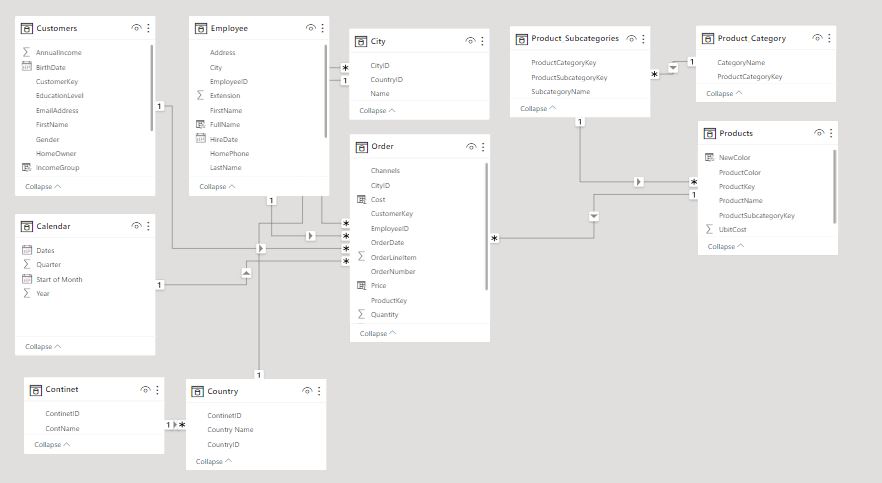 Customers
AnnualIncome
BirthDate
CustomerKey
EducationLevel
EmailAddress
FirstName
Gender
HomeOwner
IncomeGroup
Collapse
Employee
Address
City
EmployeeID
Extension
FirstName
FullName
HireDate
HomePhone
LastName
Collapse
City
CityID
CountryID
Name
Collapse
Product Subcategories
ProductCategoryKey
ProductSubcategoryKey
SubcategoryName
Collapse
Product Category
CategoryName
ProductCategoryKey
Collapse
Products
NewColor
ProductColor
ProductKey
ProductName
ProductSubcategoryKey
UbitCost
Collapse
Order
Channels
CityID
Cost
CustomerKey
EmployeeID
OrderDate
OrderLineItem
OrderNumber
Price
ProductKey
Quantity
Collapse
Calendar
Dates
Quarter
Start of Month
Year
Collapse
Continet
ContinetID
ContName
Collapse
Country
ContinetID
Country Name
CountryID
Collapse
1
1
1
1
1
1
1
1
1
*
*
*
*
*
*
*
*
*